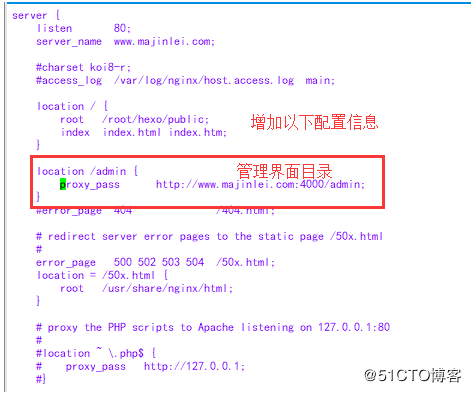 server {
listen 80;
server_name www.majinlei.com;
#charset koi8-r;
#access_log /var/log/nginx/host.access.log main;
location / {
root /root/hexo/public;
index index.html index.htm;
}
增加以下配置信息
location /admin {
proxy_pass http://www.majinlei.com:4000/admin;
}
管理界面目录
#error_page 404 /404.html;
# redirect server error pages to the static page /50x.html
#
error_page 500 502 503 504 /50x.html;
location = /50x.html {
root /usr/share/nginx/html;
}
# proxy the PHP scripts to Apache listening on 127.0.0.1:80
#
#location ~ \.php$ {
# proxy_pass http://127.0.0.1;
#}
@51CTO博客